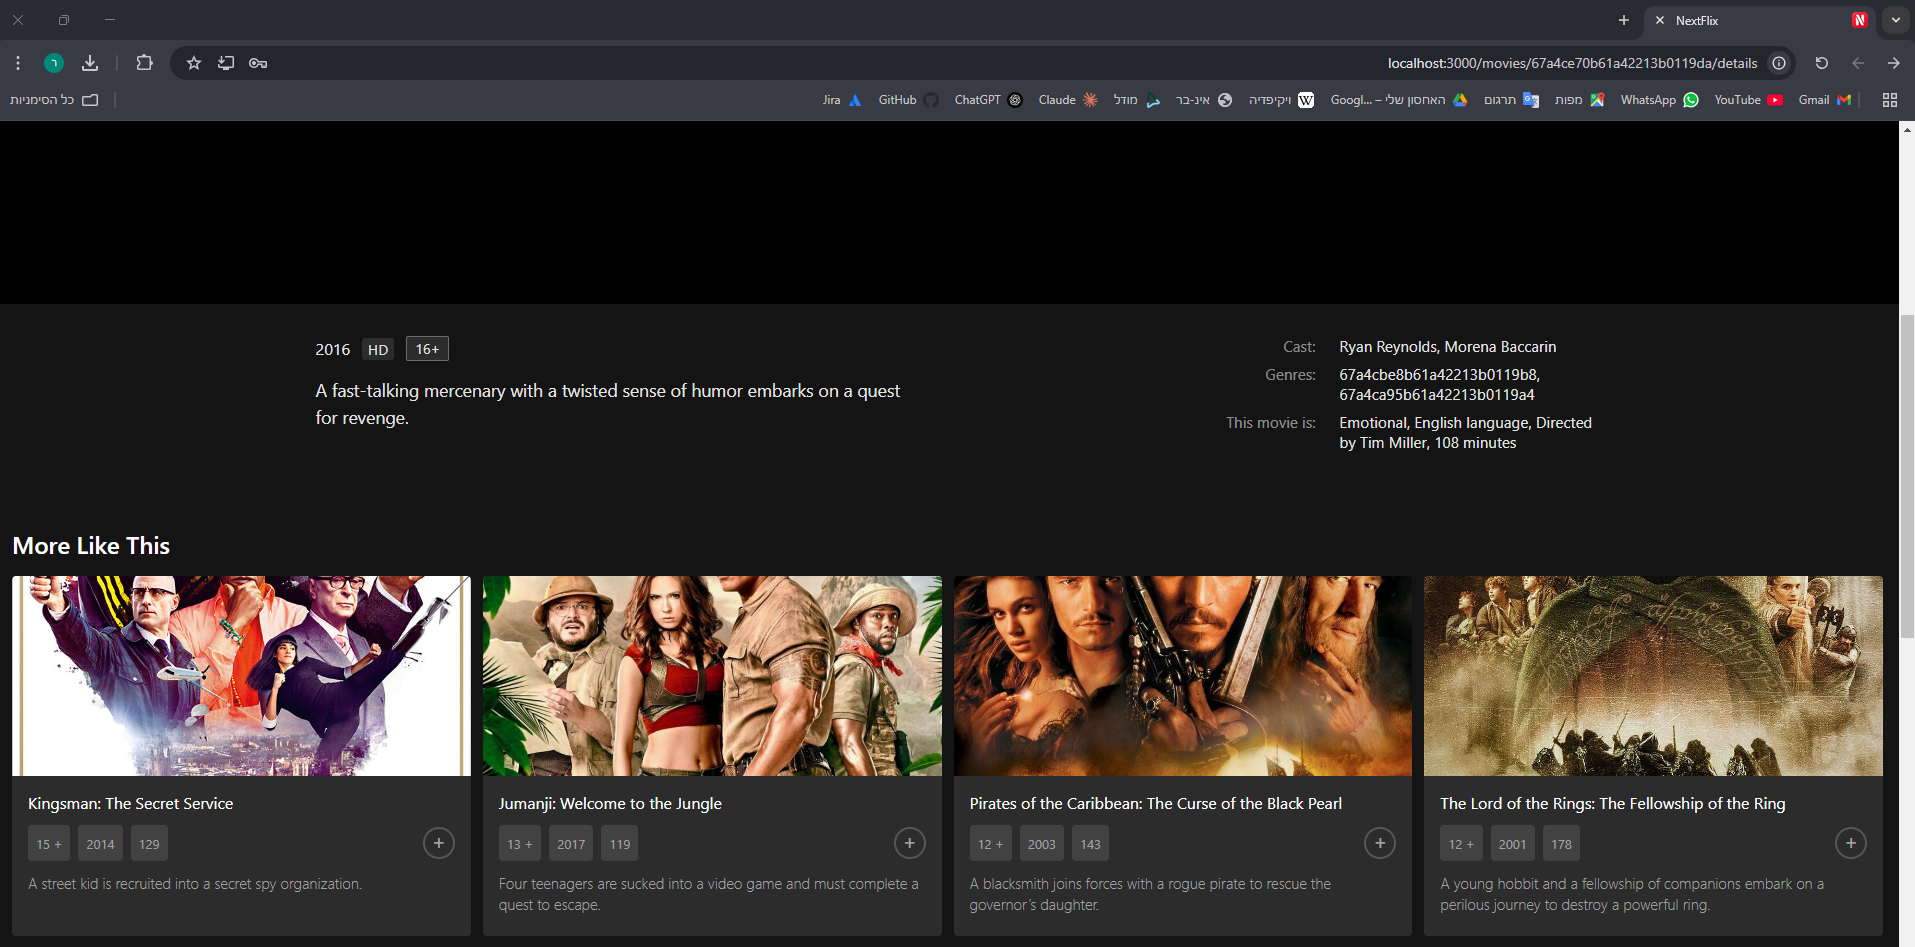 NextFlix
localhost:3000/movies/67a4ce70b61a42213b0119da/details
כל הסימניות
Jira
GitHub
ChatGPT
Claude
מודל
אינ-בר
ויקיפדיה
האחסון שלי – Googl...
תרגום
מפות
WhatsApp
YouTube
Gmail
2016 HD 16+
A fast-talking mercenary with a twisted sense of humor embarks on a quest
for revenge.
Cast: Ryan Reynolds, Morena Baccarin
Genres: 67a4cbe8b61a42213b0119b8,
67a4ca95b61a42213b0119a4
This movie is: Emotional, English language, Directed
by Tim Miller, 108 minutes
More Like This
Kingsman: The Secret Service
15 + 2014 129
A street kid is recruited into a secret spy organization.
Jumanji: Welcome to the Jungle
13 + 2017 119
Four teenagers are sucked into a video game and must complete a
quest to escape.
Pirates of the Caribbean: The Curse of the Black Pearl
12 + 2003 143
A blacksmith joins forces with a rogue pirate to rescue the
governor’s daughter.
The Lord of the Rings: The Fellowship of the Ring
12 + 2001 178
A young hobbit and a fellowship of companions embark on a
perilous journey to destroy a powerful ring.